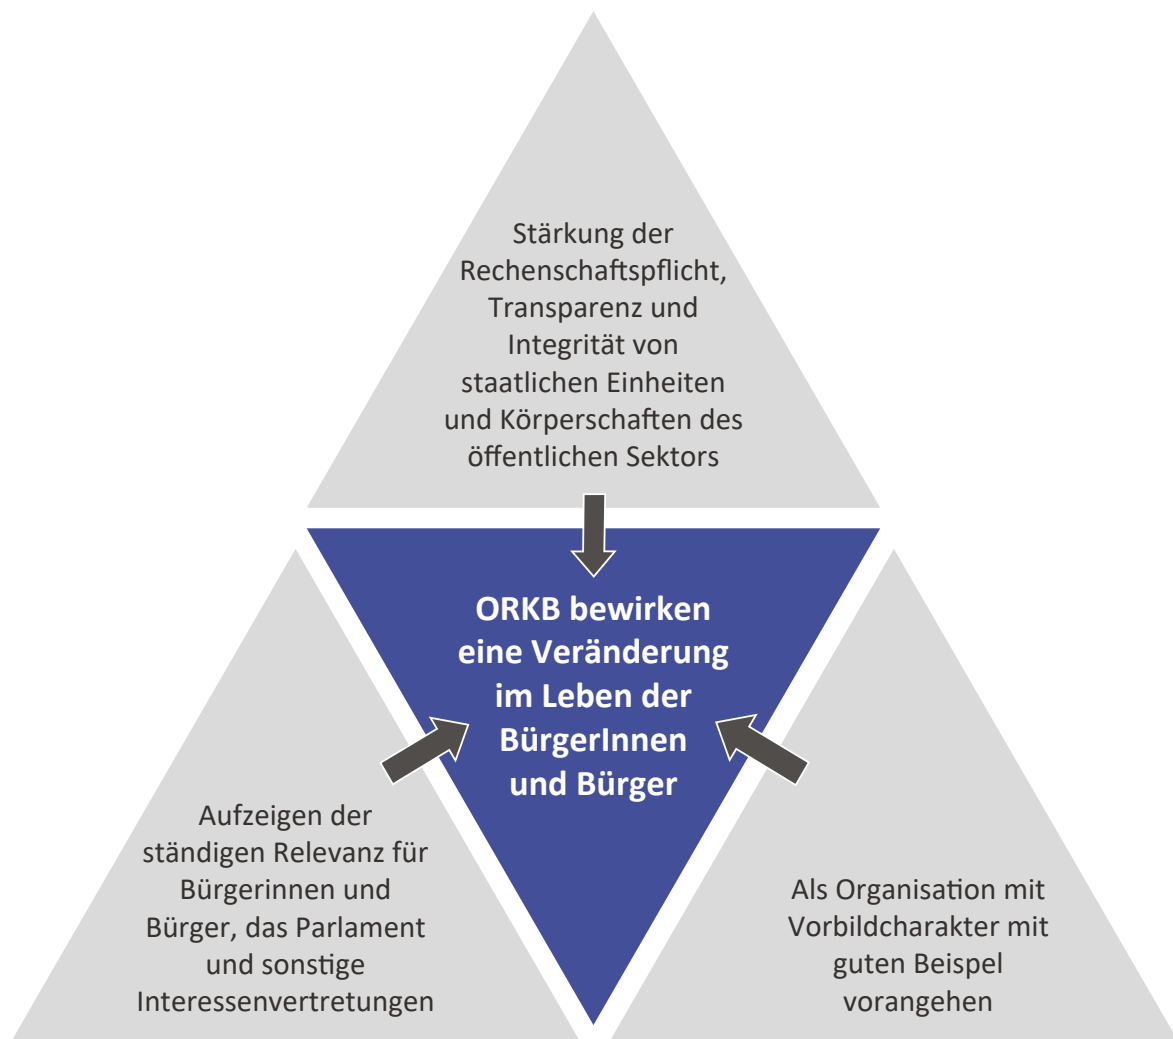 Stärkung der
Rechenschaftspflicht,
Transparenz und
Integrität von
staatlichen Einheiten
und Körperschaften des
öffentlichen Sektors
ORKB bewirken
eine Veränderung
im Leben der
BürgerInnen
und Bürger
Aufzeigen der
ständigen Relevanz für
Bürgerinnen und
Bürger, das Parlament
und sonstige
Interessenvertretungen
Als Organisation mit
Vorbildcharakter mit
guten Beispel
vorangehen